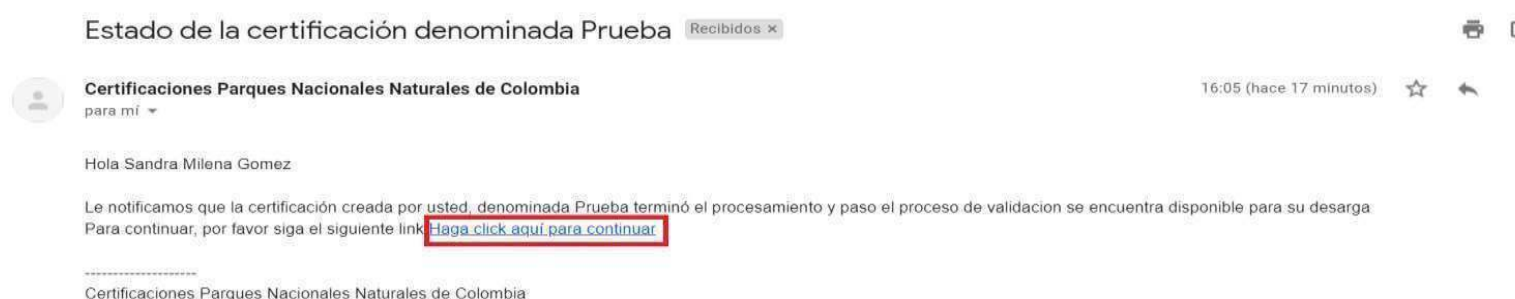 Estado de la certificación denominada Prueba Recibidos ×
Certificaciones Parques Nacionales Naturales de Colombia 16:05 (hace 17 minutos)
para mí
Hola Sandra Milena Gomez
Le notificamos que la certificación creada por usted, denominada Prueba terminó el procesamiento y paso el proceso de validacion se encuentra disponible para su desarga
Para continuar, por favor siga el siguiente link Haga click aquí para continuar
--------------------
Certificaciones Parques Nacionales Naturales de Colombia